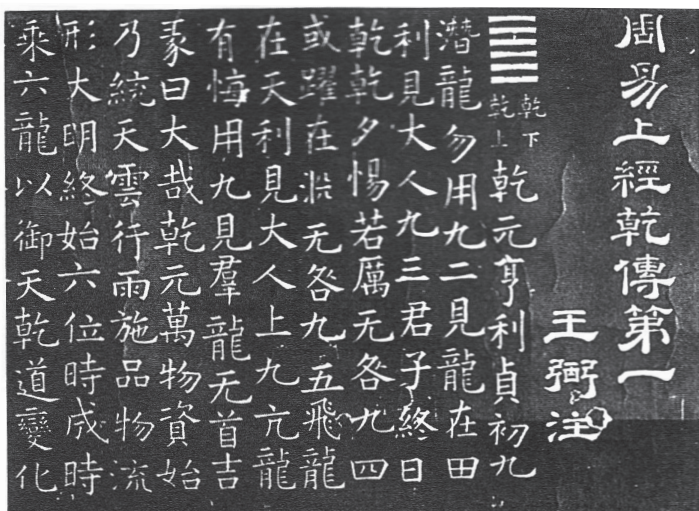 周易上經乾傳第一
王弼注
䷀ 乾下 乾上 乾元亨利貞初九
潛龍勿用九二見龍在田
利見大人九三君子終日
乾乾夕惕若厲无咎九四
或躍在淵无咎九五飛龍
在天利見大人上九亢龍
有悔用九見羣龍无首吉
彖曰大哉乾元萬物資始
乃統天雲行雨施品物流
形大明終始六位時成時
乘六龍以御天乾道變化